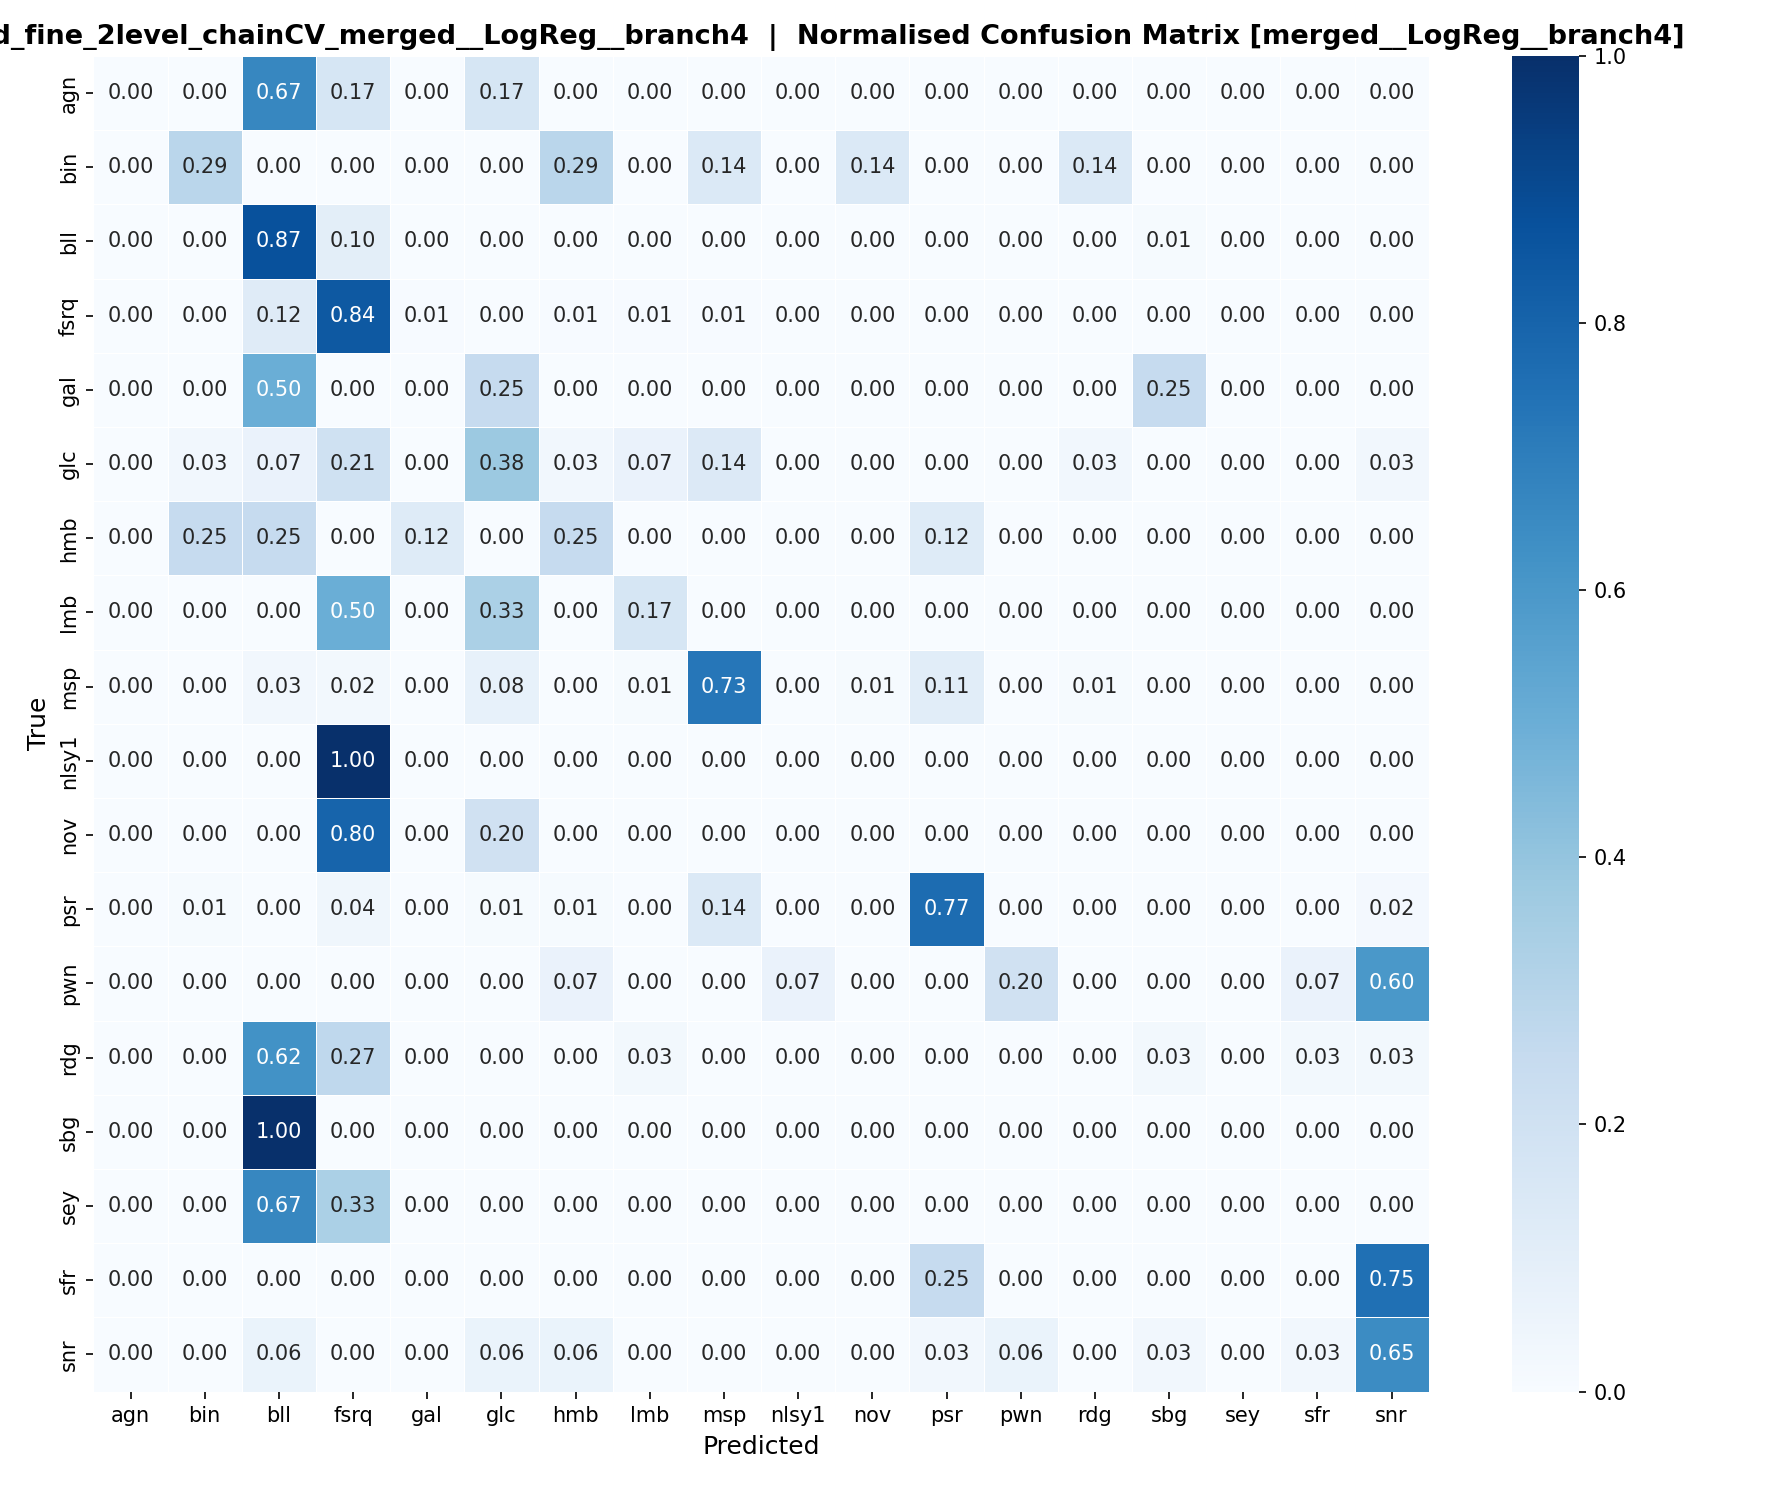 d_fine_2level_chainCV_merged__LogReg__branch4 | Normalised Confusion Matrix [merged__LogReg__branch4]
agn 0.00 0.00 0.67 0.17 0.00 0.17 0.00 0.00 0.00 0.00 0.00 0.00 0.00 0.00 0.00 0.00 0.00 0.00
bin 0.00 0.29 0.00 0.00 0.00 0.00 0.29 0.00 0.14 0.00 0.14 0.00 0.00 0.14 0.00 0.00 0.00 0.00
bll 0.00 0.00 0.87 0.10 0.00 0.00 0.00 0.00 0.00 0.00 0.00 0.00 0.00 0.00 0.01 0.00 0.00 0.00
fsrq 0.00 0.00 0.12 0.84 0.01 0.00 0.01 0.01 0.01 0.00 0.00 0.00 0.00 0.00 0.00 0.00 0.00 0.00
gal 0.00 0.00 0.50 0.00 0.00 0.25 0.00 0.00 0.00 0.00 0.00 0.00 0.00 0.00 0.25 0.00 0.00 0.00
glc 0.00 0.03 0.07 0.21 0.00 0.38 0.03 0.07 0.14 0.00 0.00 0.00 0.00 0.03 0.00 0.00 0.00 0.03
hmb 0.00 0.25 0.25 0.00 0.12 0.00 0.25 0.00 0.00 0.00 0.00 0.12 0.00 0.00 0.00 0.00 0.00 0.00
lmb 0.00 0.00 0.00 0.50 0.00 0.33 0.00 0.17 0.00 0.00 0.00 0.00 0.00 0.00 0.00 0.00 0.00 0.00
msp 0.00 0.00 0.03 0.02 0.00 0.08 0.00 0.01 0.73 0.00 0.01 0.11 0.00 0.01 0.00 0.00 0.00 0.00
nlsy1 0.00 0.00 0.00 1.00 0.00 0.00 0.00 0.00 0.00 0.00 0.00 0.00 0.00 0.00 0.00 0.00 0.00 0.00
nov 0.00 0.00 0.00 0.80 0.00 0.20 0.00 0.00 0.00 0.00 0.00 0.00 0.00 0.00 0.00 0.00 0.00 0.00
psr 0.00 0.01 0.00 0.04 0.00 0.01 0.01 0.00 0.14 0.00 0.00 0.77 0.00 0.00 0.00 0.00 0.00 0.02
pwn 0.00 0.00 0.00 0.00 0.00 0.00 0.07 0.00 0.00 0.07 0.00 0.00 0.20 0.00 0.00 0.00 0.07 0.60
rdg 0.00 0.00 0.62 0.27 0.00 0.00 0.00 0.03 0.00 0.00 0.00 0.00 0.00 0.00 0.03 0.00 0.03 0.03
sbg 0.00 0.00 1.00 0.00 0.00 0.00 0.00 0.00 0.00 0.00 0.00 0.00 0.00 0.00 0.00 0.00 0.00 0.00
sey 0.00 0.00 0.67 0.33 0.00 0.00 0.00 0.00 0.00 0.00 0.00 0.00 0.00 0.00 0.00 0.00 0.00 0.00
sfr 0.00 0.00 0.00 0.00 0.00 0.00 0.00 0.00 0.00 0.00 0.00 0.25 0.00 0.00 0.00 0.00 0.00 0.75
snr 0.00 0.00 0.06 0.00 0.00 0.06 0.06 0.00 0.00 0.00 0.00 0.03 0.06 0.00 0.03 0.00 0.03 0.65
agn bin bll fsrq gal glc hmb lmb msp nlsy1 nov psr pwn rdg sbg sey sfr snr
Predicted
True
1.0
0.8
0.6
0.4
0.2
0.0